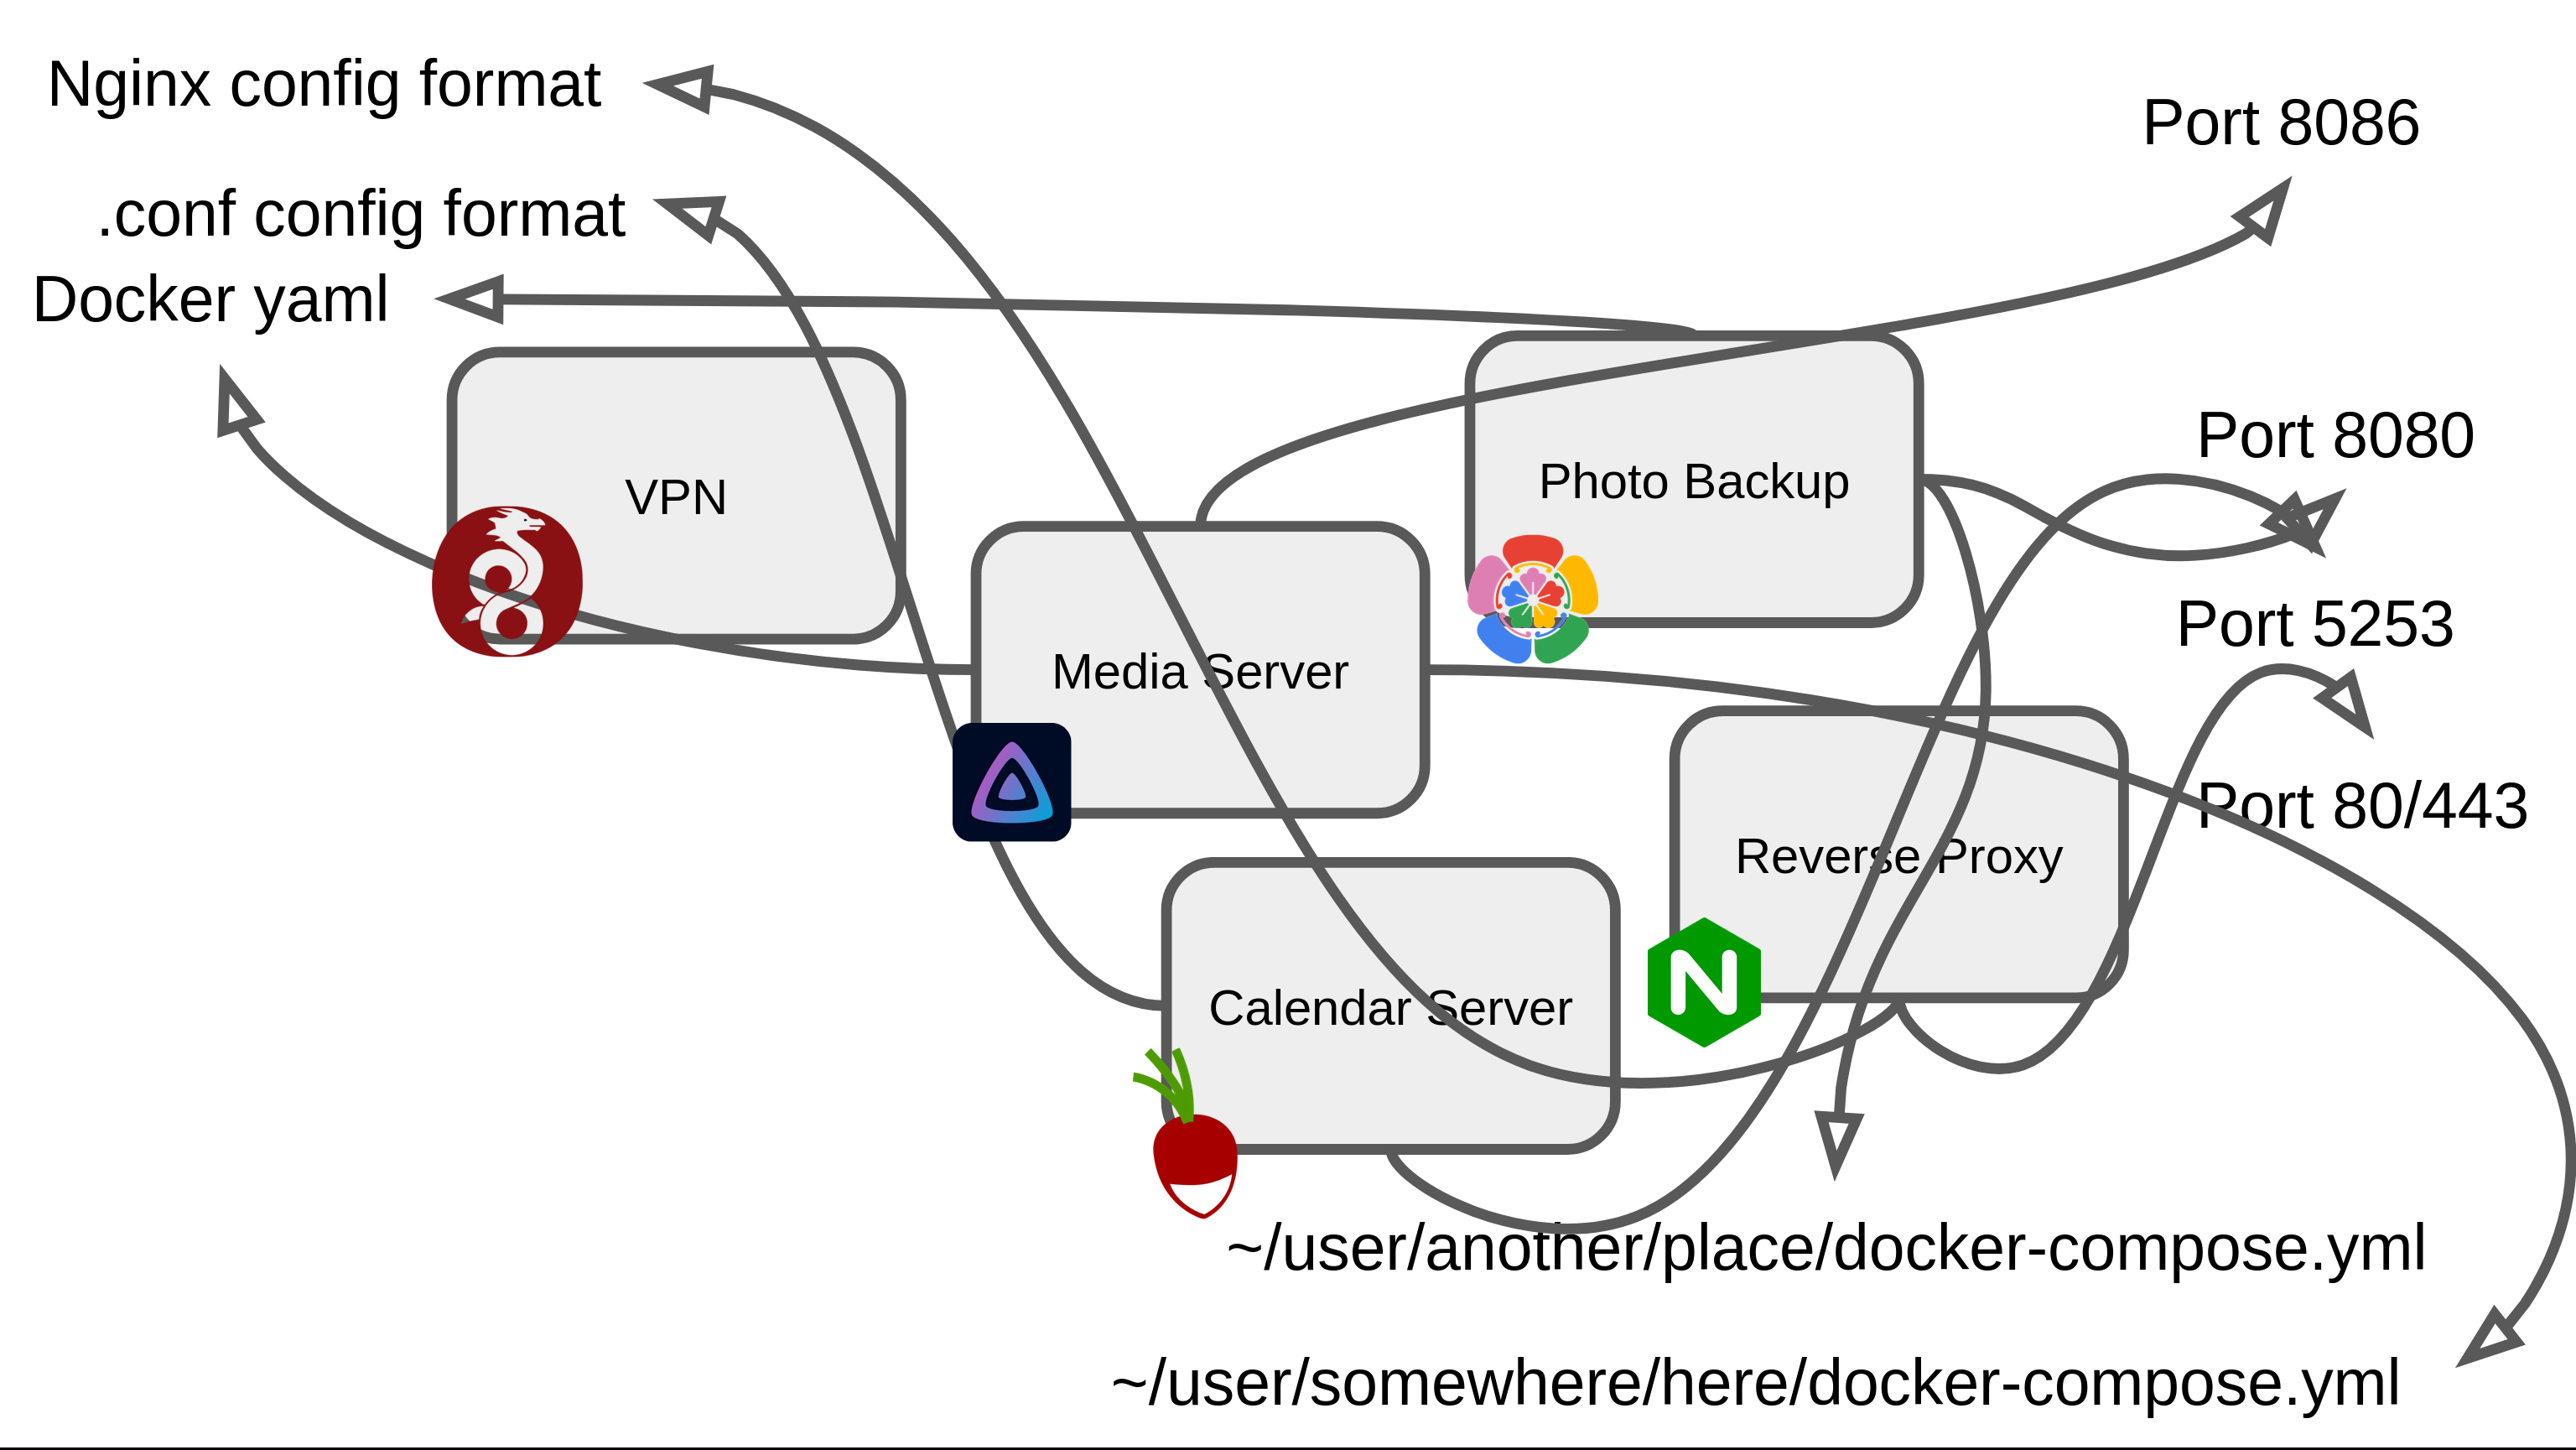 Nginx config format
.conf config format
Docker yaml
Port 8086
Port 8080
Port 5253
Port 80/443
VPN
Photo Backup
Media Server
Reverse Proxy
Calendar Server
~/user/another/place/docker-compose.yml
~/user/somewhere/here/docker-compose.yml